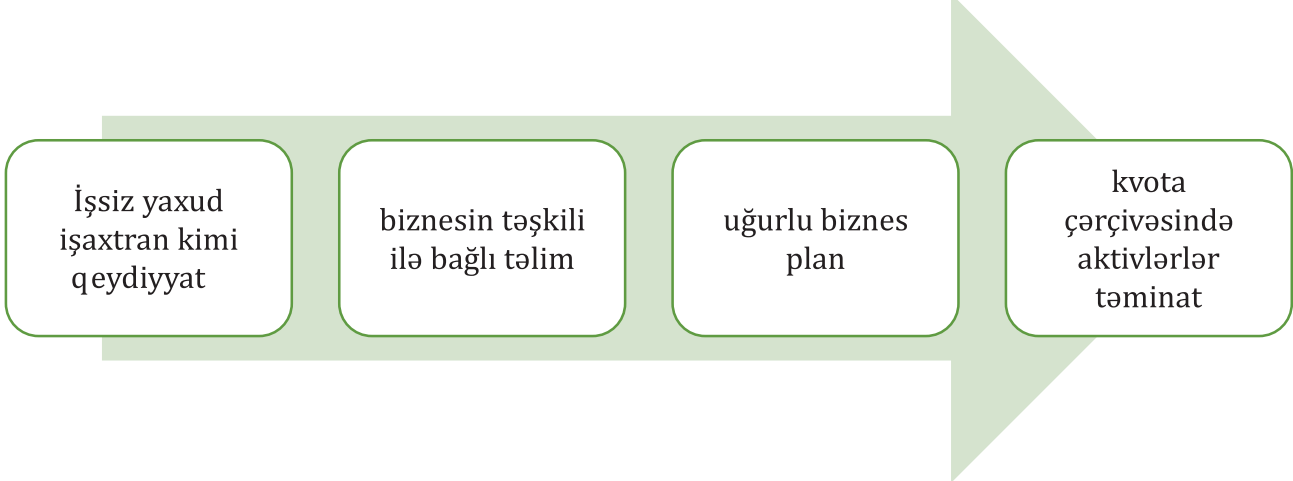 İşsiz yaxud
işaxtran kimi
qeydiyyat
biznesin təşkili
ilə bağlı təlim
uğurlu biznes
plan
kvota
çərçivəsində
aktivlərlər
təminat